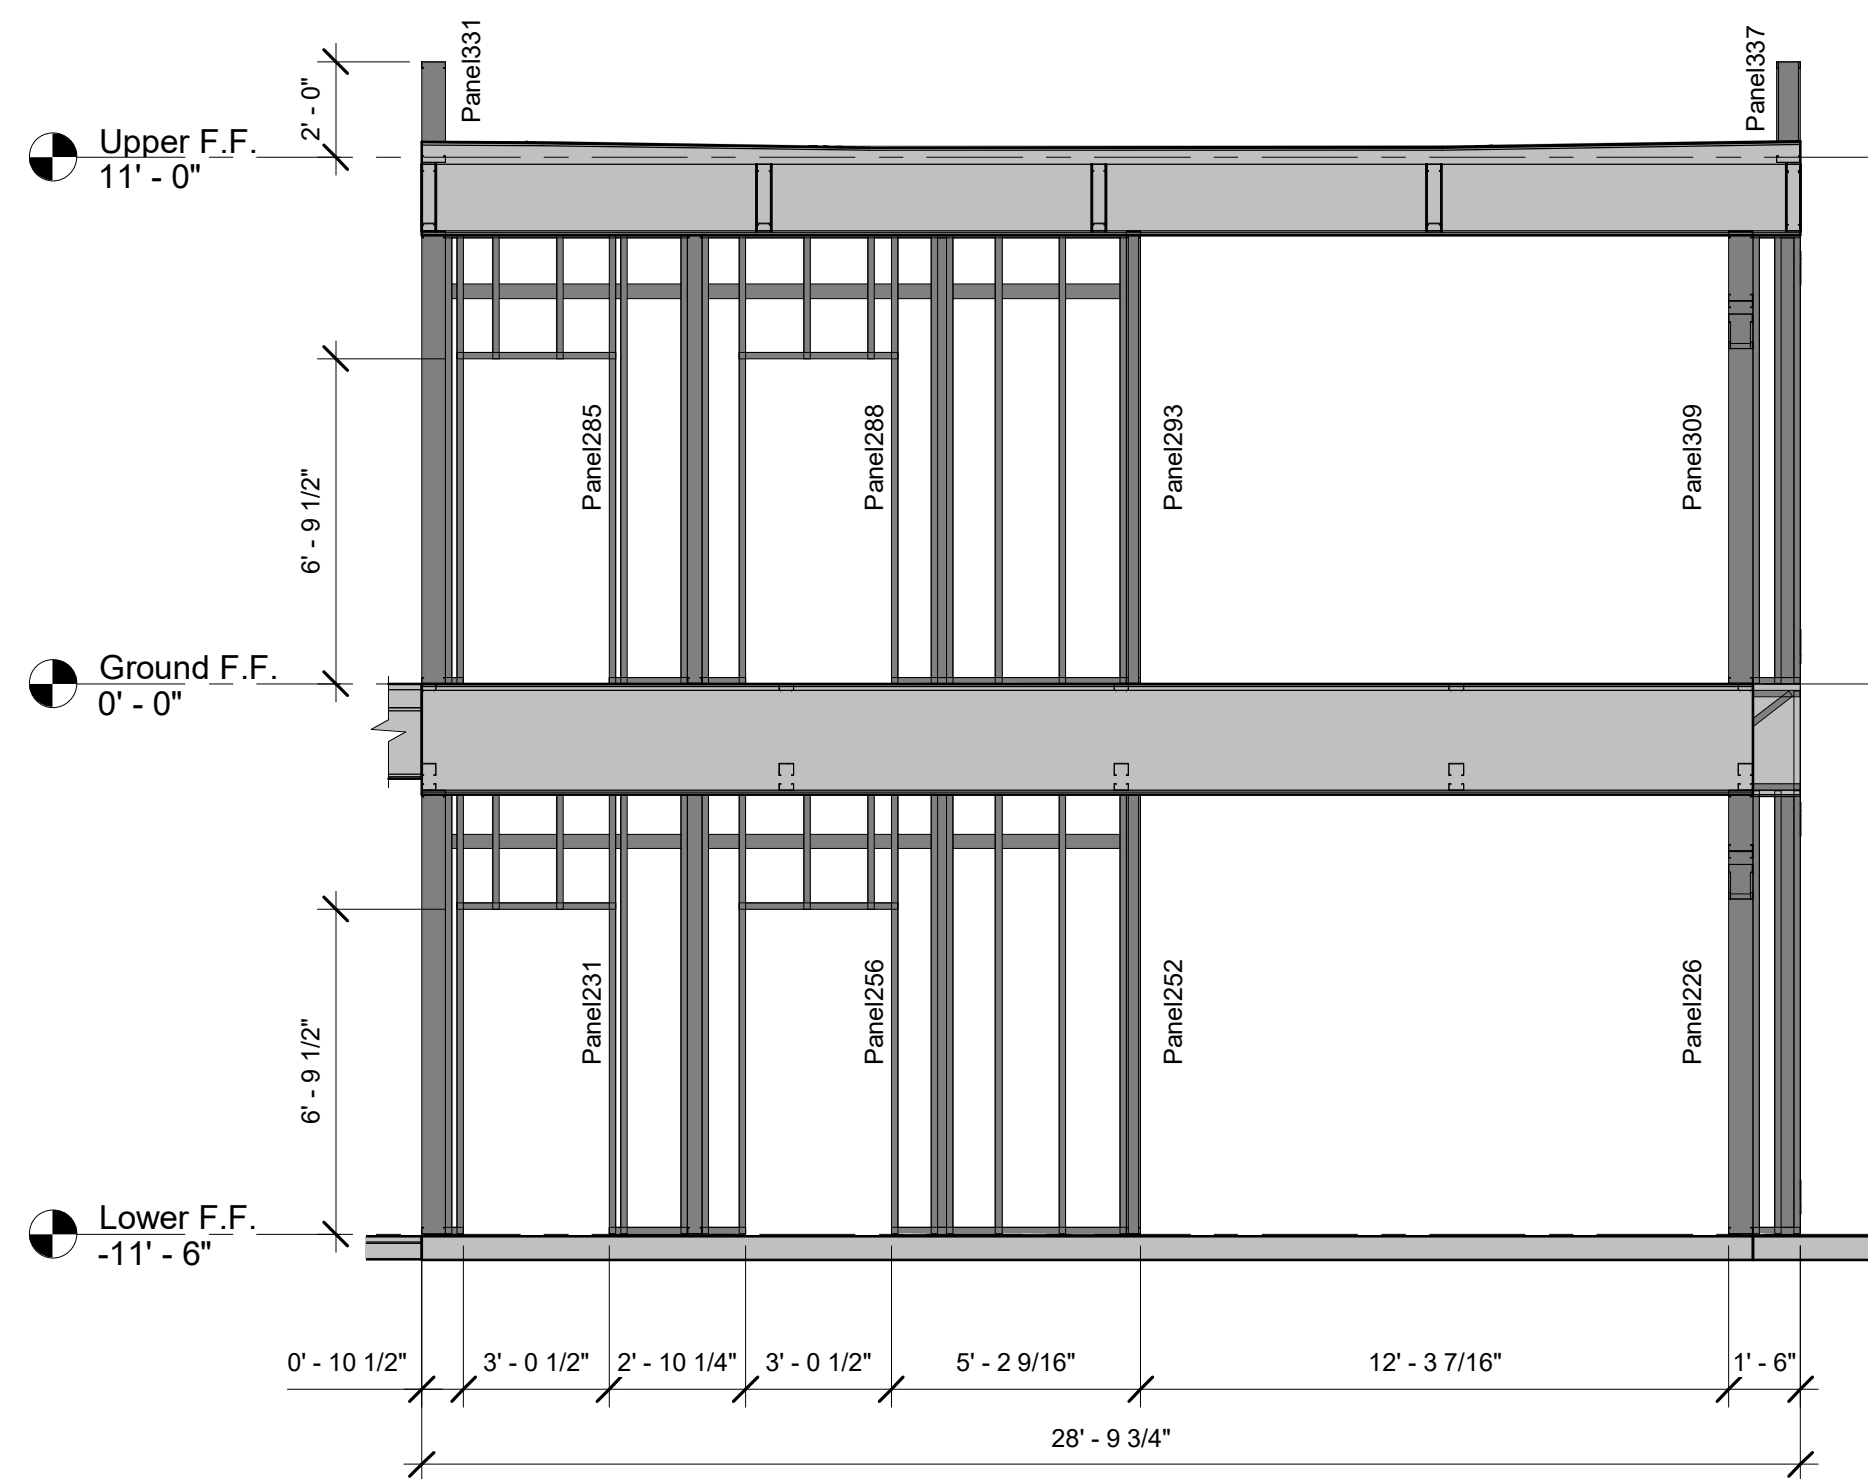 Panel331
Panel337
2' - 0"
Upper F.F.
11' - 0"
6' - 9 1/2"
Panel285
Panel288
Panel293
Panel309
Ground F.F.
0' - 0"
6' - 9 1/2"
Panel231
Panel256
Panel252
Panel226
Lower F.F.
-11' - 6"
0' - 10 1/2"
3' - 0 1/2"
2' - 10 1/4"
3' - 0 1/2"
5' - 2 9/16"
12' - 3 7/16"
1' - 6"
28' - 9 3/4"